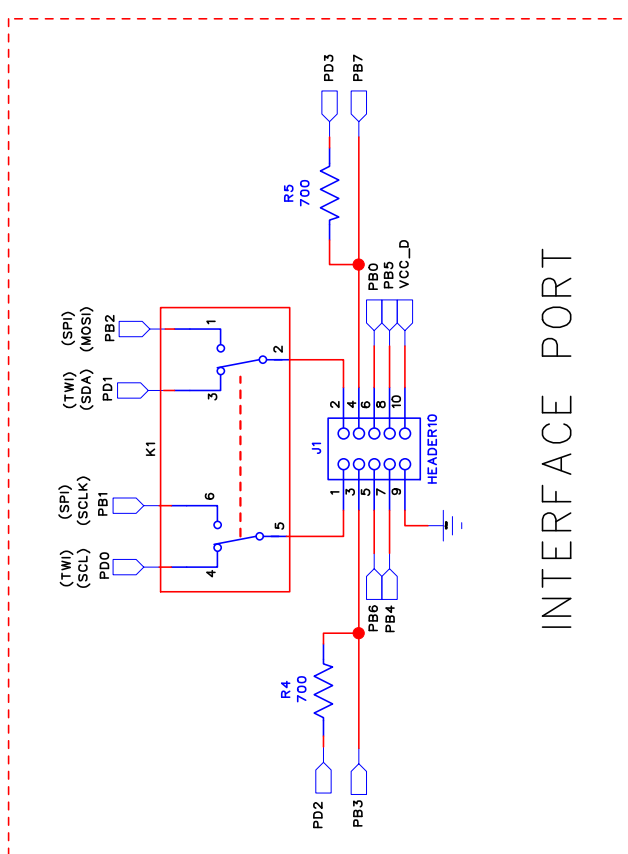 PD3
PB7
R5
700
PB0
PB5
VCC_D
(SPI)
(MOSI)
PB2
1
2
(TWI)
(SDA)
PD1
3
K1
(SPI)
(SCLK)
PB1
6
5
(TWI)
(SCL)
PD0
4
2
4
6
8
10
J1
HEADER10
1
3
5
7
9
PB6
PB4
R4
700
PD2
PB3
INTERFACE PORT